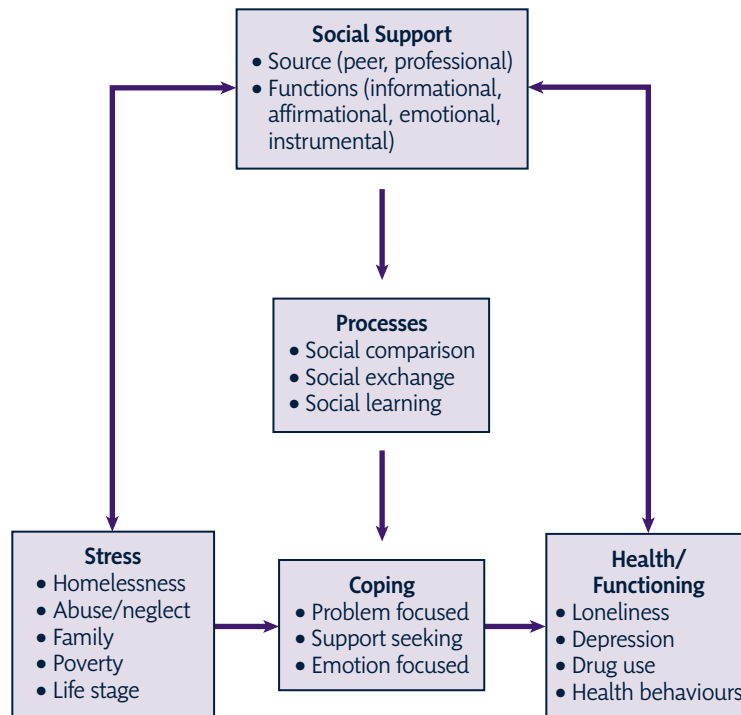 Social Support
• Source (peer, professional)
• Functions (informational,
affirmational, emotional,
instrumental)
Processes
• Social comparison
• Social exchange
• Social learning
Stress
• Homelessness
• Abuse/neglect
• Family
• Poverty
• Life stage
Coping
• Problem focused
• Support seeking
• Emotion focused
Health/
Functioning
• Loneliness
• Depression
• Drug use
• Health behaviours